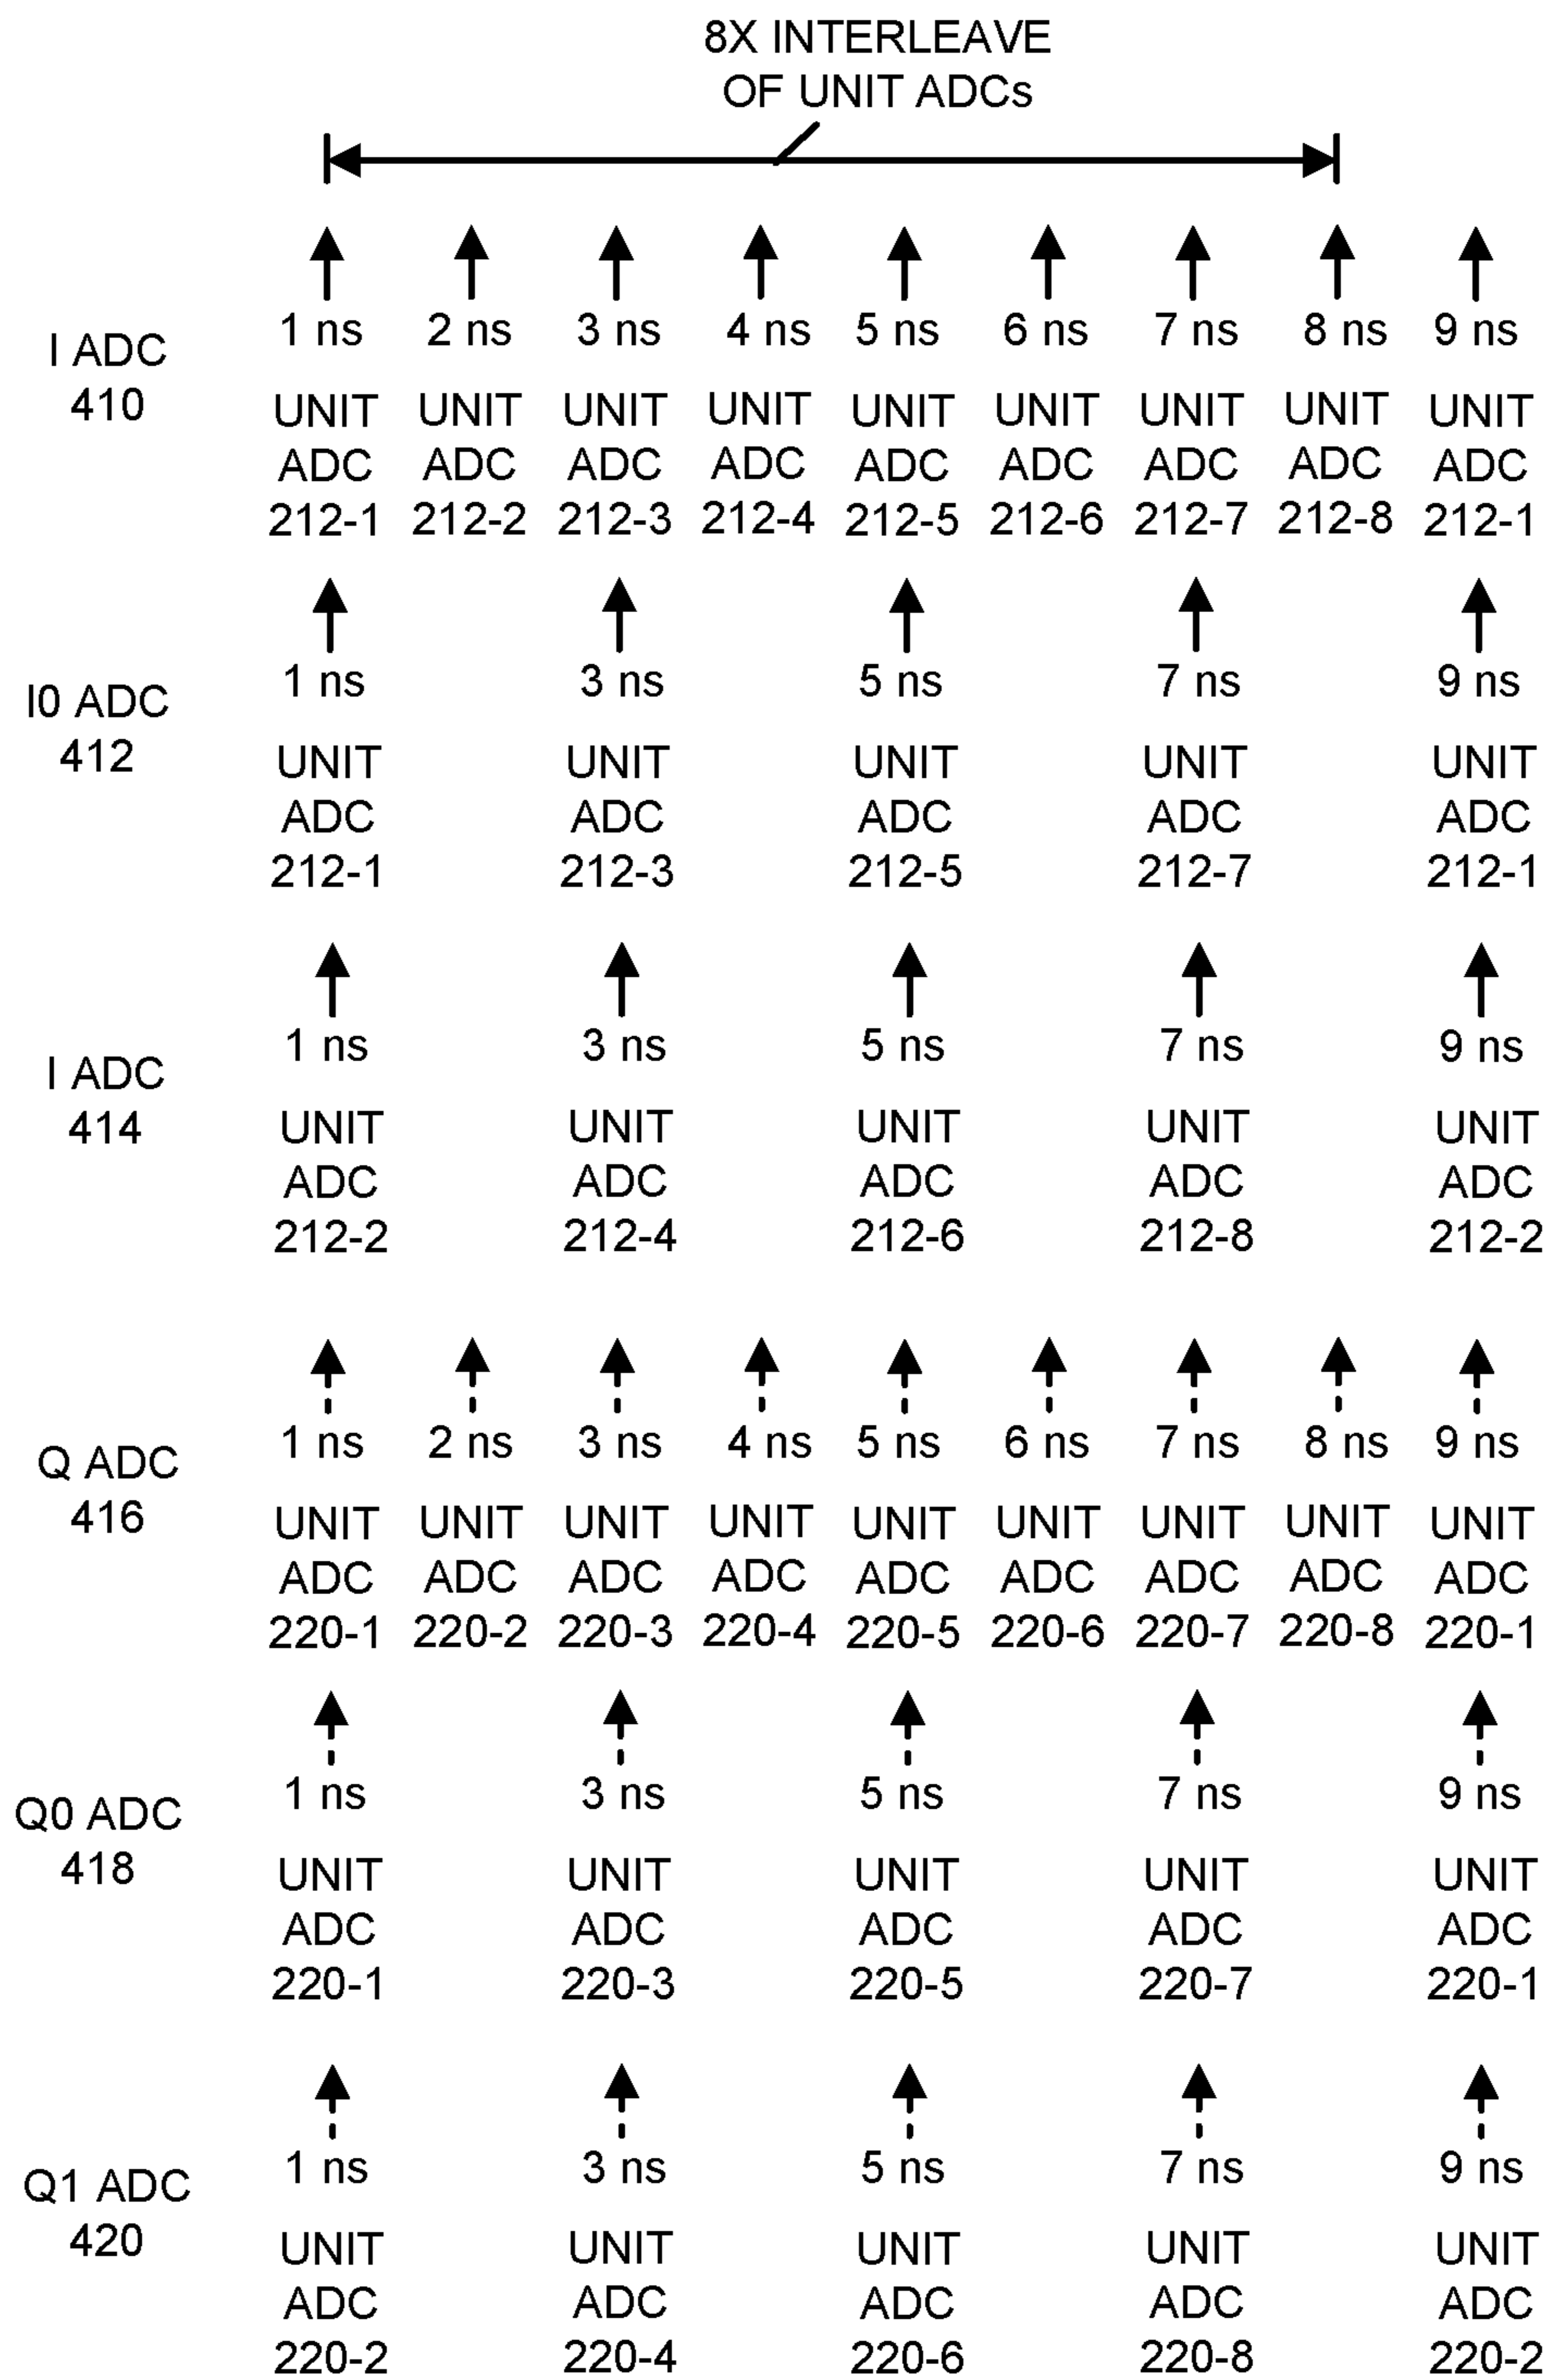 8X INTERLEAVE
OF UNIT ADCs
1 ns 2 ns 3 ns 4 ns 5 ns 6 ns 7 ns 8 ns 9 ns
I ADC
410
UNIT UNIT UNIT UNIT UNIT UNIT UNIT UNIT UNIT
ADC ADC ADC ADC ADC ADC ADC ADC ADC
212-1 212-2 212-3 212-4 212-5 212-6 212-7 212-8 212-1
1 ns 3 ns 5 ns 7 ns 9 ns
I0 ADC
412
UNIT UNIT UNIT UNIT UNIT
ADC ADC ADC ADC ADC
212-1 212-3 212-5 212-7 212-1
1 ns 3 ns 5 ns 7 ns 9 ns
I ADC
414
UNIT UNIT UNIT UNIT UNIT
ADC ADC ADC ADC ADC
212-2 212-4 212-6 212-8 212-2
1 ns 2 ns 3 ns 4 ns 5 ns 6 ns 7 ns 8 ns 9 ns
Q ADC
416
UNIT UNIT UNIT UNIT UNIT UNIT UNIT UNIT UNIT
ADC ADC ADC ADC ADC ADC ADC ADC ADC
220-1 220-2 220-3 220-4 220-5 220-6 220-7 220-8 220-1
1 ns 3 ns 5 ns 7 ns 9 ns
Q0 ADC
418
UNIT UNIT UNIT UNIT UNIT
ADC ADC ADC ADC ADC
220-1 220-3 220-5 220-7 220-1
1 ns 3 ns 5 ns 7 ns 9 ns
Q1 ADC
420
UNIT UNIT UNIT UNIT UNIT
ADC ADC ADC ADC ADC
220-2 220-4 220-6 220-8 220-2